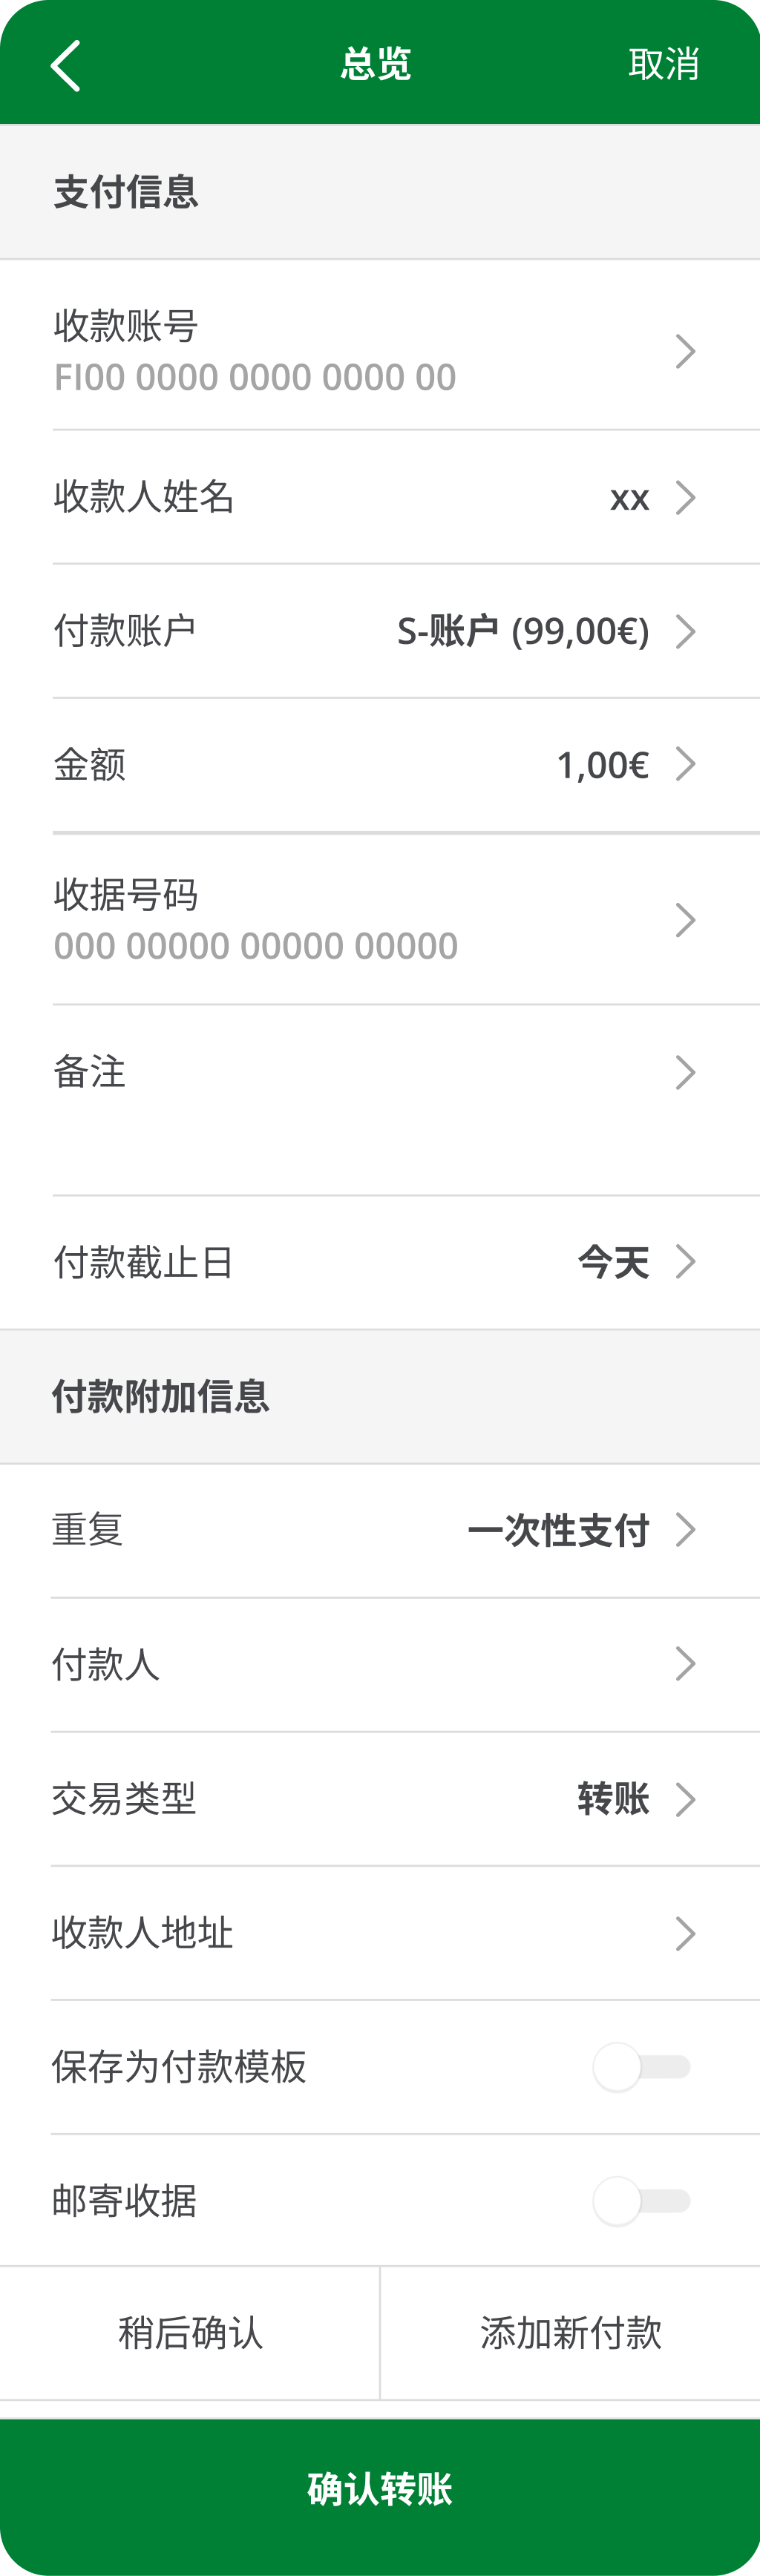 总览 取消
支付信息
收款账号
FI00 0000 0000 0000 00
收款人姓名 xx
付款账户 S-账户 (99,00€)
金额 1,00€
收据号码
000 00000 00000 00000
备注
付款截止日 今天
付款附加信息
重复 一次性支付
付款人
交易类型 转账
收款人地址
保存为付款模板
邮寄收据
稍后确认 添加新付款
确认转账